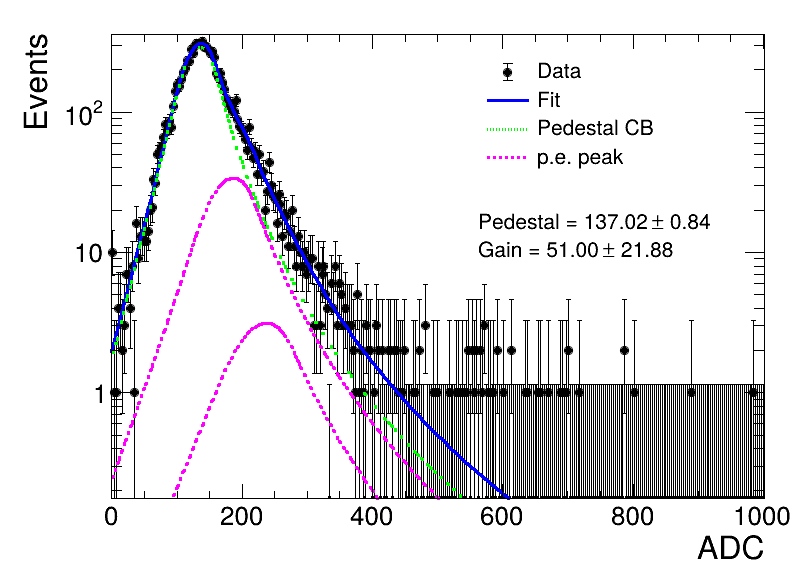 Events
10²
10
1
Data
Fit
Pedestal CB
p.e. peak
Pedestal = 137.02 ± 0.84
Gain = 51.00 ± 21.88
0 200 400 600 800 1000
ADC